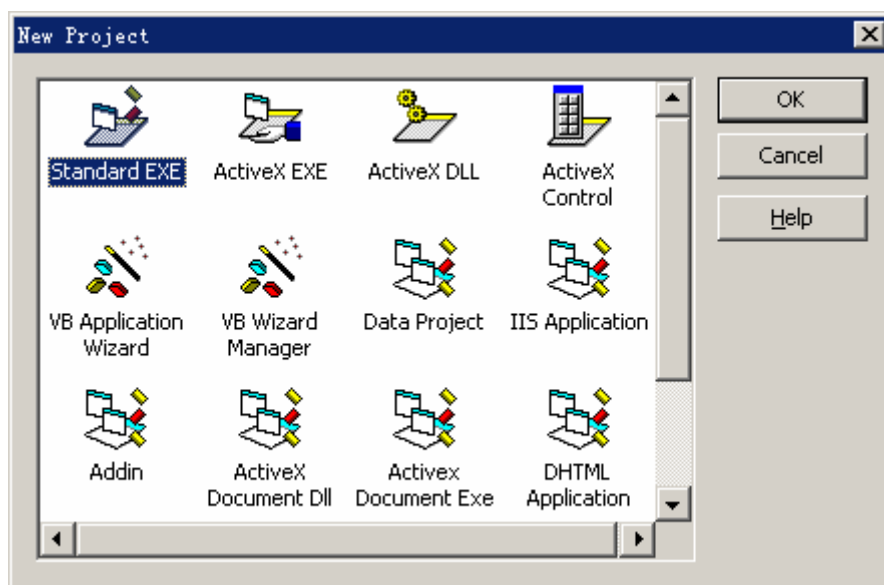 New Project
Standard EXE
ActiveX EXE
ActiveX DLL
ActiveX
Control
VB Application
Wizard
VB Wizard
Manager
Data Project
IIS Application
Addin
ActiveX
Document Dll
Activex
Document Exe
DHTML
Application
OK
Cancel
Help